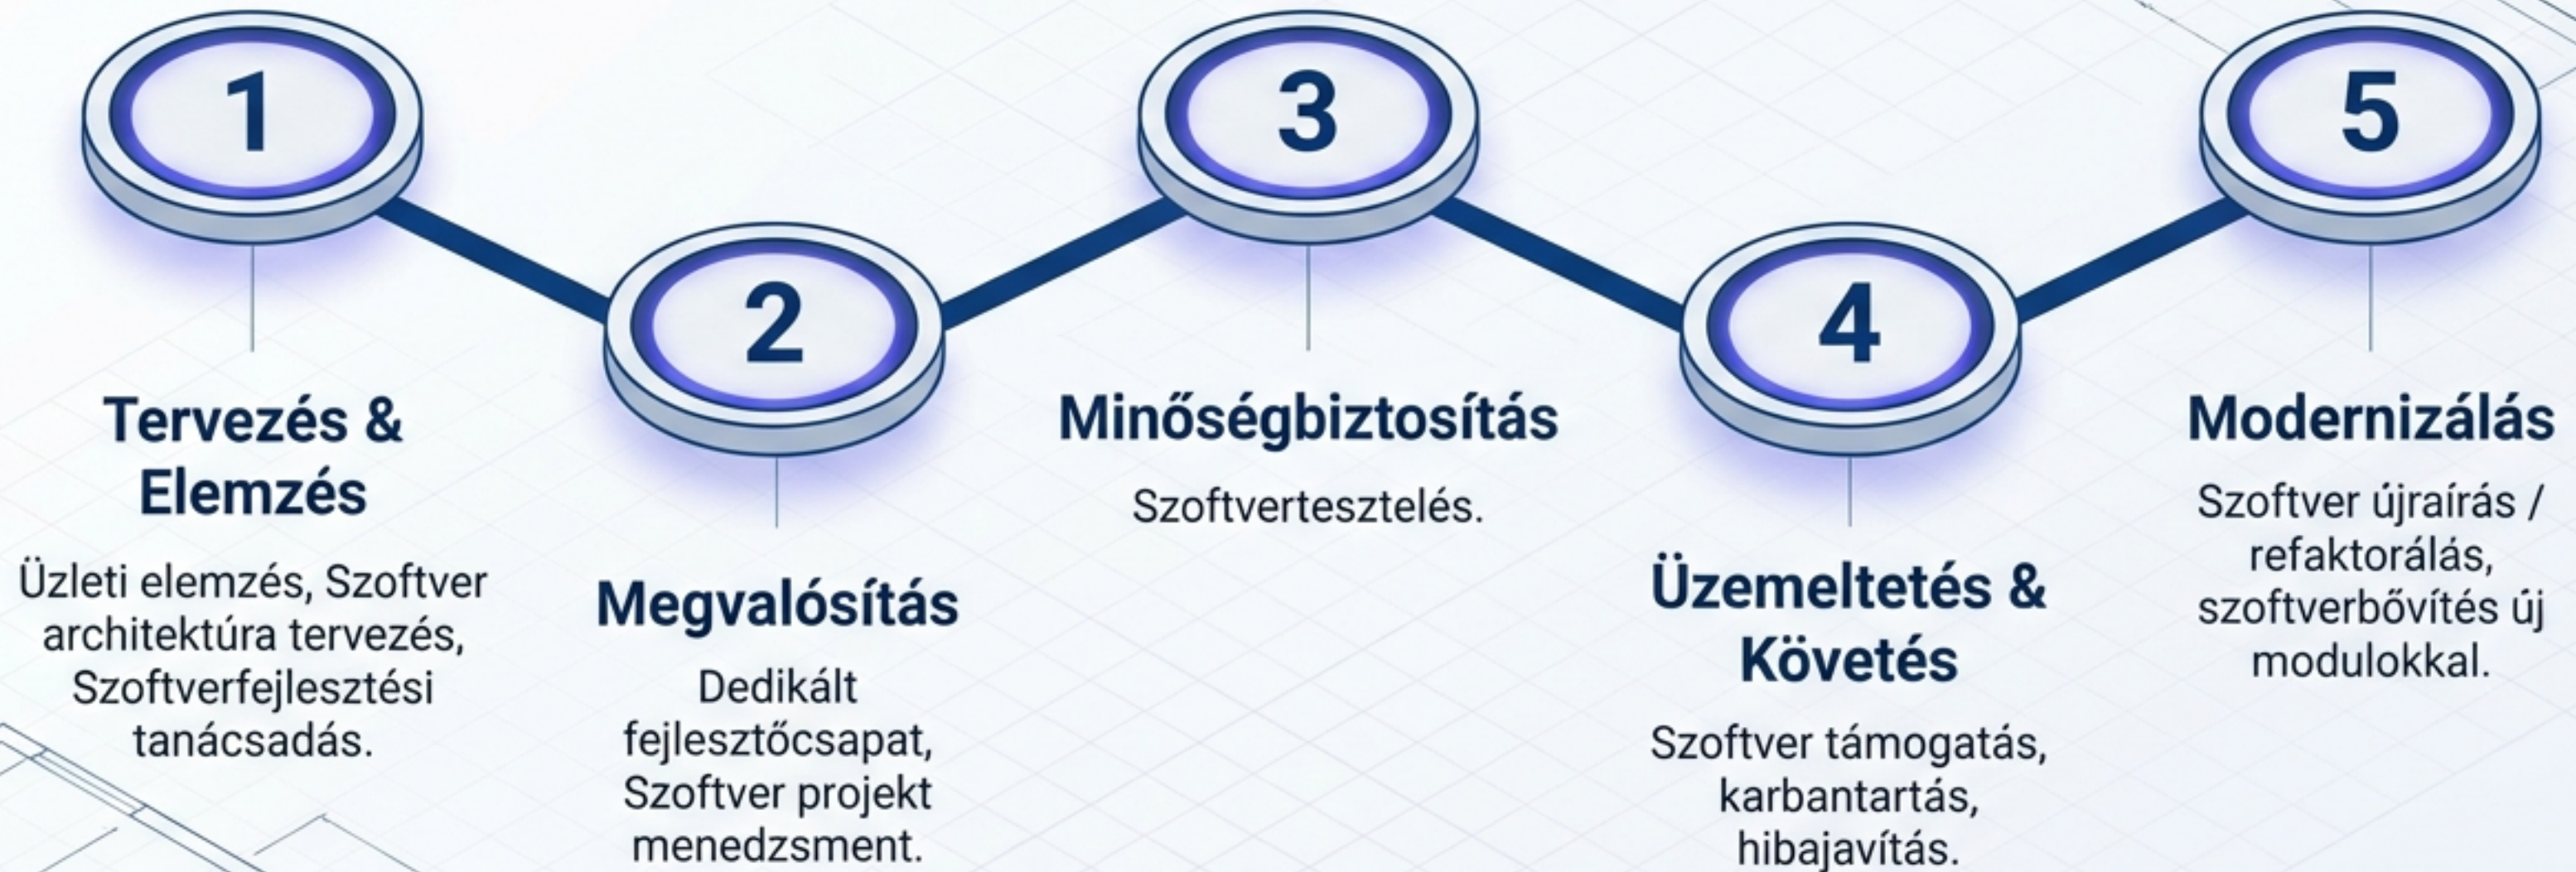 1
Tervezés &
Elemzés
Üzleti elemzés, Szoftver
architektúra tervezés,
Szoftverfejlesztési
tanácsadás.
2
Megvalósítás
Dedikált
fejlesztőcsapat,
Szoftver projekt
menedzsment.
3
Minőségbiztosítás
Szoftvertesztelés.
4
Üzemeltetés &
Követés
Szoftver támogatás,
karbantartás,
hibajavítás.
5
Modernizálás
Szoftver újraírás /
refaktorálás,
szoftverbővítés új
modulokkal.